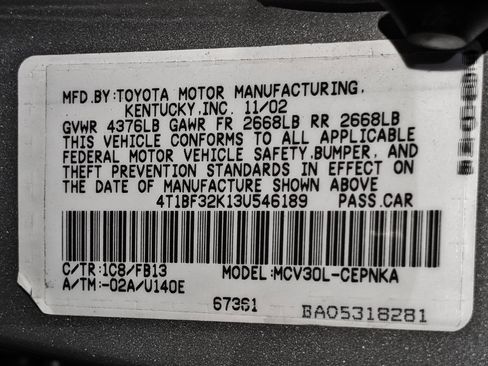 MFD.BY:TOYOTA MOTOR MANUFACTURING,
KENTUCKY,INC. 11/02
GVWR 4376LB GAWR FR 2668LB RR 2668LB
THIS VEHICLE CONFORMS TO ALL APPLICABLE
FEDERAL MOTOR VEHICLE SAFETY,BUMPER, AND
THEFT PREVENTION STANDARDS IN EFFECT ON
THE DATE OF MANUFACTURE SHOWN ABOVE
4T1BF32K13U546189 PASS.CAR
C/TR:1C8/FB13 MODEL:MCV30L-CEPNKA
A/TM:-02A/U140E
67361 BA05318281